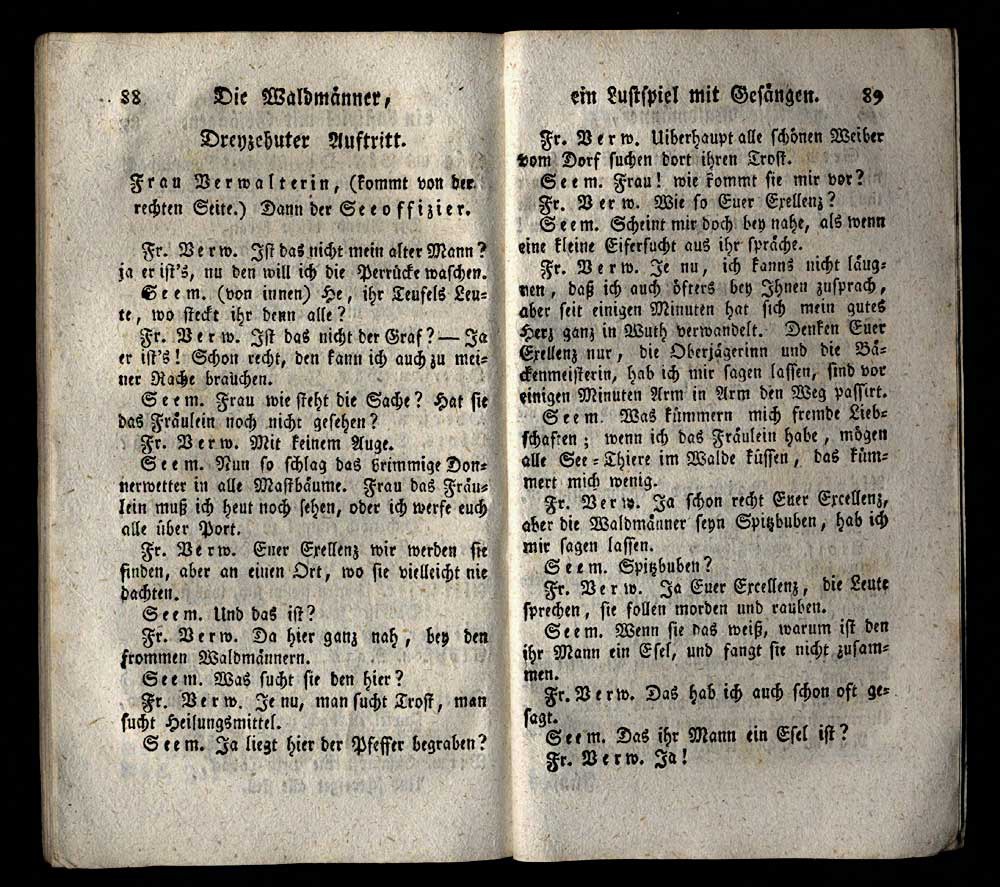 88 Die Waldmänner,
Dreyzehnter Auftritt.
Frau Verwalterin, (kommt von der
rechten Seite.) Dann der Seeoffizier.
Fr. Verw. Ist das nicht mein alter Mann?
ja er ist's, nu den will ich die Perrücke waschen.
Seem. (von innen) He, ihr Teufels Leu=
te, wo steckt ihr denn alle?
Fr. Verw. Ist das nicht der Graf? — Ja
er ist's! Schon recht, den kann ich auch zu mei=
ner Rache brauchen.
Seem. Frau wie steht die Sache? Hat sie
das Fräulein noch nicht gesehen?
Fr. Verw. Mit keinem Auge.
Seem. Nun so schlag das grimmige Don=
nerwetter in alle Mastbäume. Frau das Fräu=
lein muß ich heut noch sehen, oder ich werfe euch
alle über Port.
Fr. Verw. Euer Exellenz wir werden sie
finden, aber an einen Ort, wo sie vielleicht nie
dachten.
Seem. Und das ist?
Fr. Verw. Da hier ganz nah, bey den
frommen Waldmännern.
Seem. Was sucht sie den hier?
Fr. Verw. Je nu, man sucht Trost, man
sucht Heilungsmittel.
Seem. Ja liegt hier der Pfeffer begraben?
ein Lustspiel mit Gesängen. 89
Fr. Verw. Uiberhaupt alle schönen Weiber
vom Dorf suchen dort ihren Trost.
Seem. Frau! wie kommt sie mir vor?
Fr. Verw. Wie so Euer Exellenz?
Seem. Scheint mir doch bey nahe, als wenn
eine kleine Eifersucht aus ihr spräche.
Fr. Verw. Je nu, ich kanns nicht läug=
nen, daß ich auch öfters bey Ihnen zusprach,
aber seit einigen Minuten hat sich mein gutes
Herz ganz in Wuth verwandelt. Denken Euer
Exellenz nur, die Oberjägerinn und die Bä=
ckenmeisterin, hab ich mir sagen lassen, sind vor
einigen Minuten Arm in Arm den Weg passirt.
Seem. Was kümmern mich fremde Lieb=
schaften; wenn ich das Fräulein habe, mögen
alle See=Thiere im Walde küssen, das küm=
mert mich wenig.
Fr. Verw. Ja schon recht Euer Excellenz,
aber die Waldmänner seyn Spitzbuben, hab ich
mir sagen lassen.
Seem. Spitzbuben?
Fr. Verw. Ja Euer Excellenz, die Leute
sprechen, sie sollen morden und rauben.
Seem. Wenn sie das weiß, warum ist den
ihr Mann ein Esel, und fangt sie nicht zusam=
men.
Fr. Verw. Das hab ich auch schon oft ge=
sagt.
Seem. Das ihr Mann ein Esel ist?
Fr. Verw. Ja!